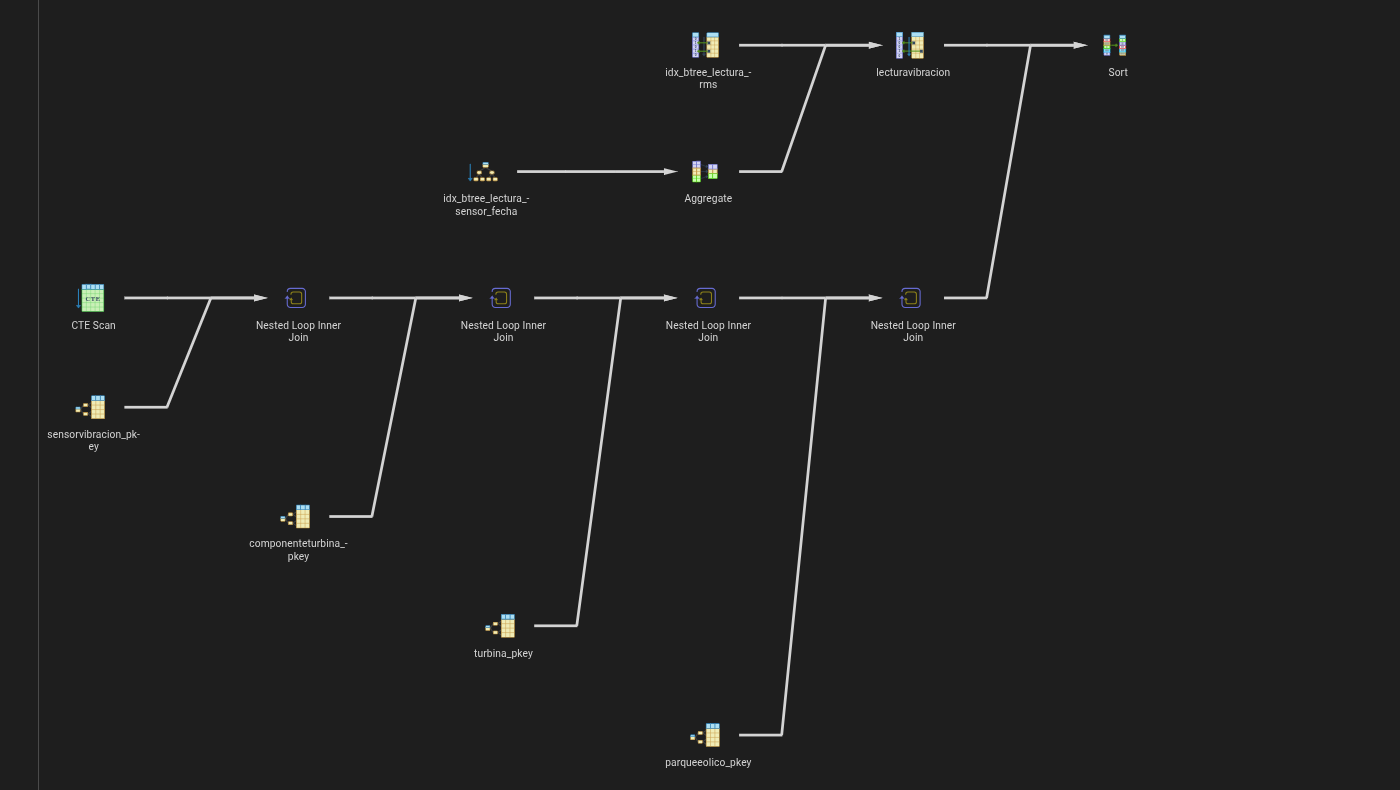 idx_btree_lectura_-
rms
lecturavibracion
Sort
idx_btree_lectura_-
sensor_fecha
Aggregate
CTE
CTE Scan
Nested Loop Inner
Join
Nested Loop Inner
Join
Nested Loop Inner
Join
Nested Loop Inner
Join
sensorvibracion_pk-
ey
componenteturbina_-
pkey
turbina_pkey
parqueeolico_pkey